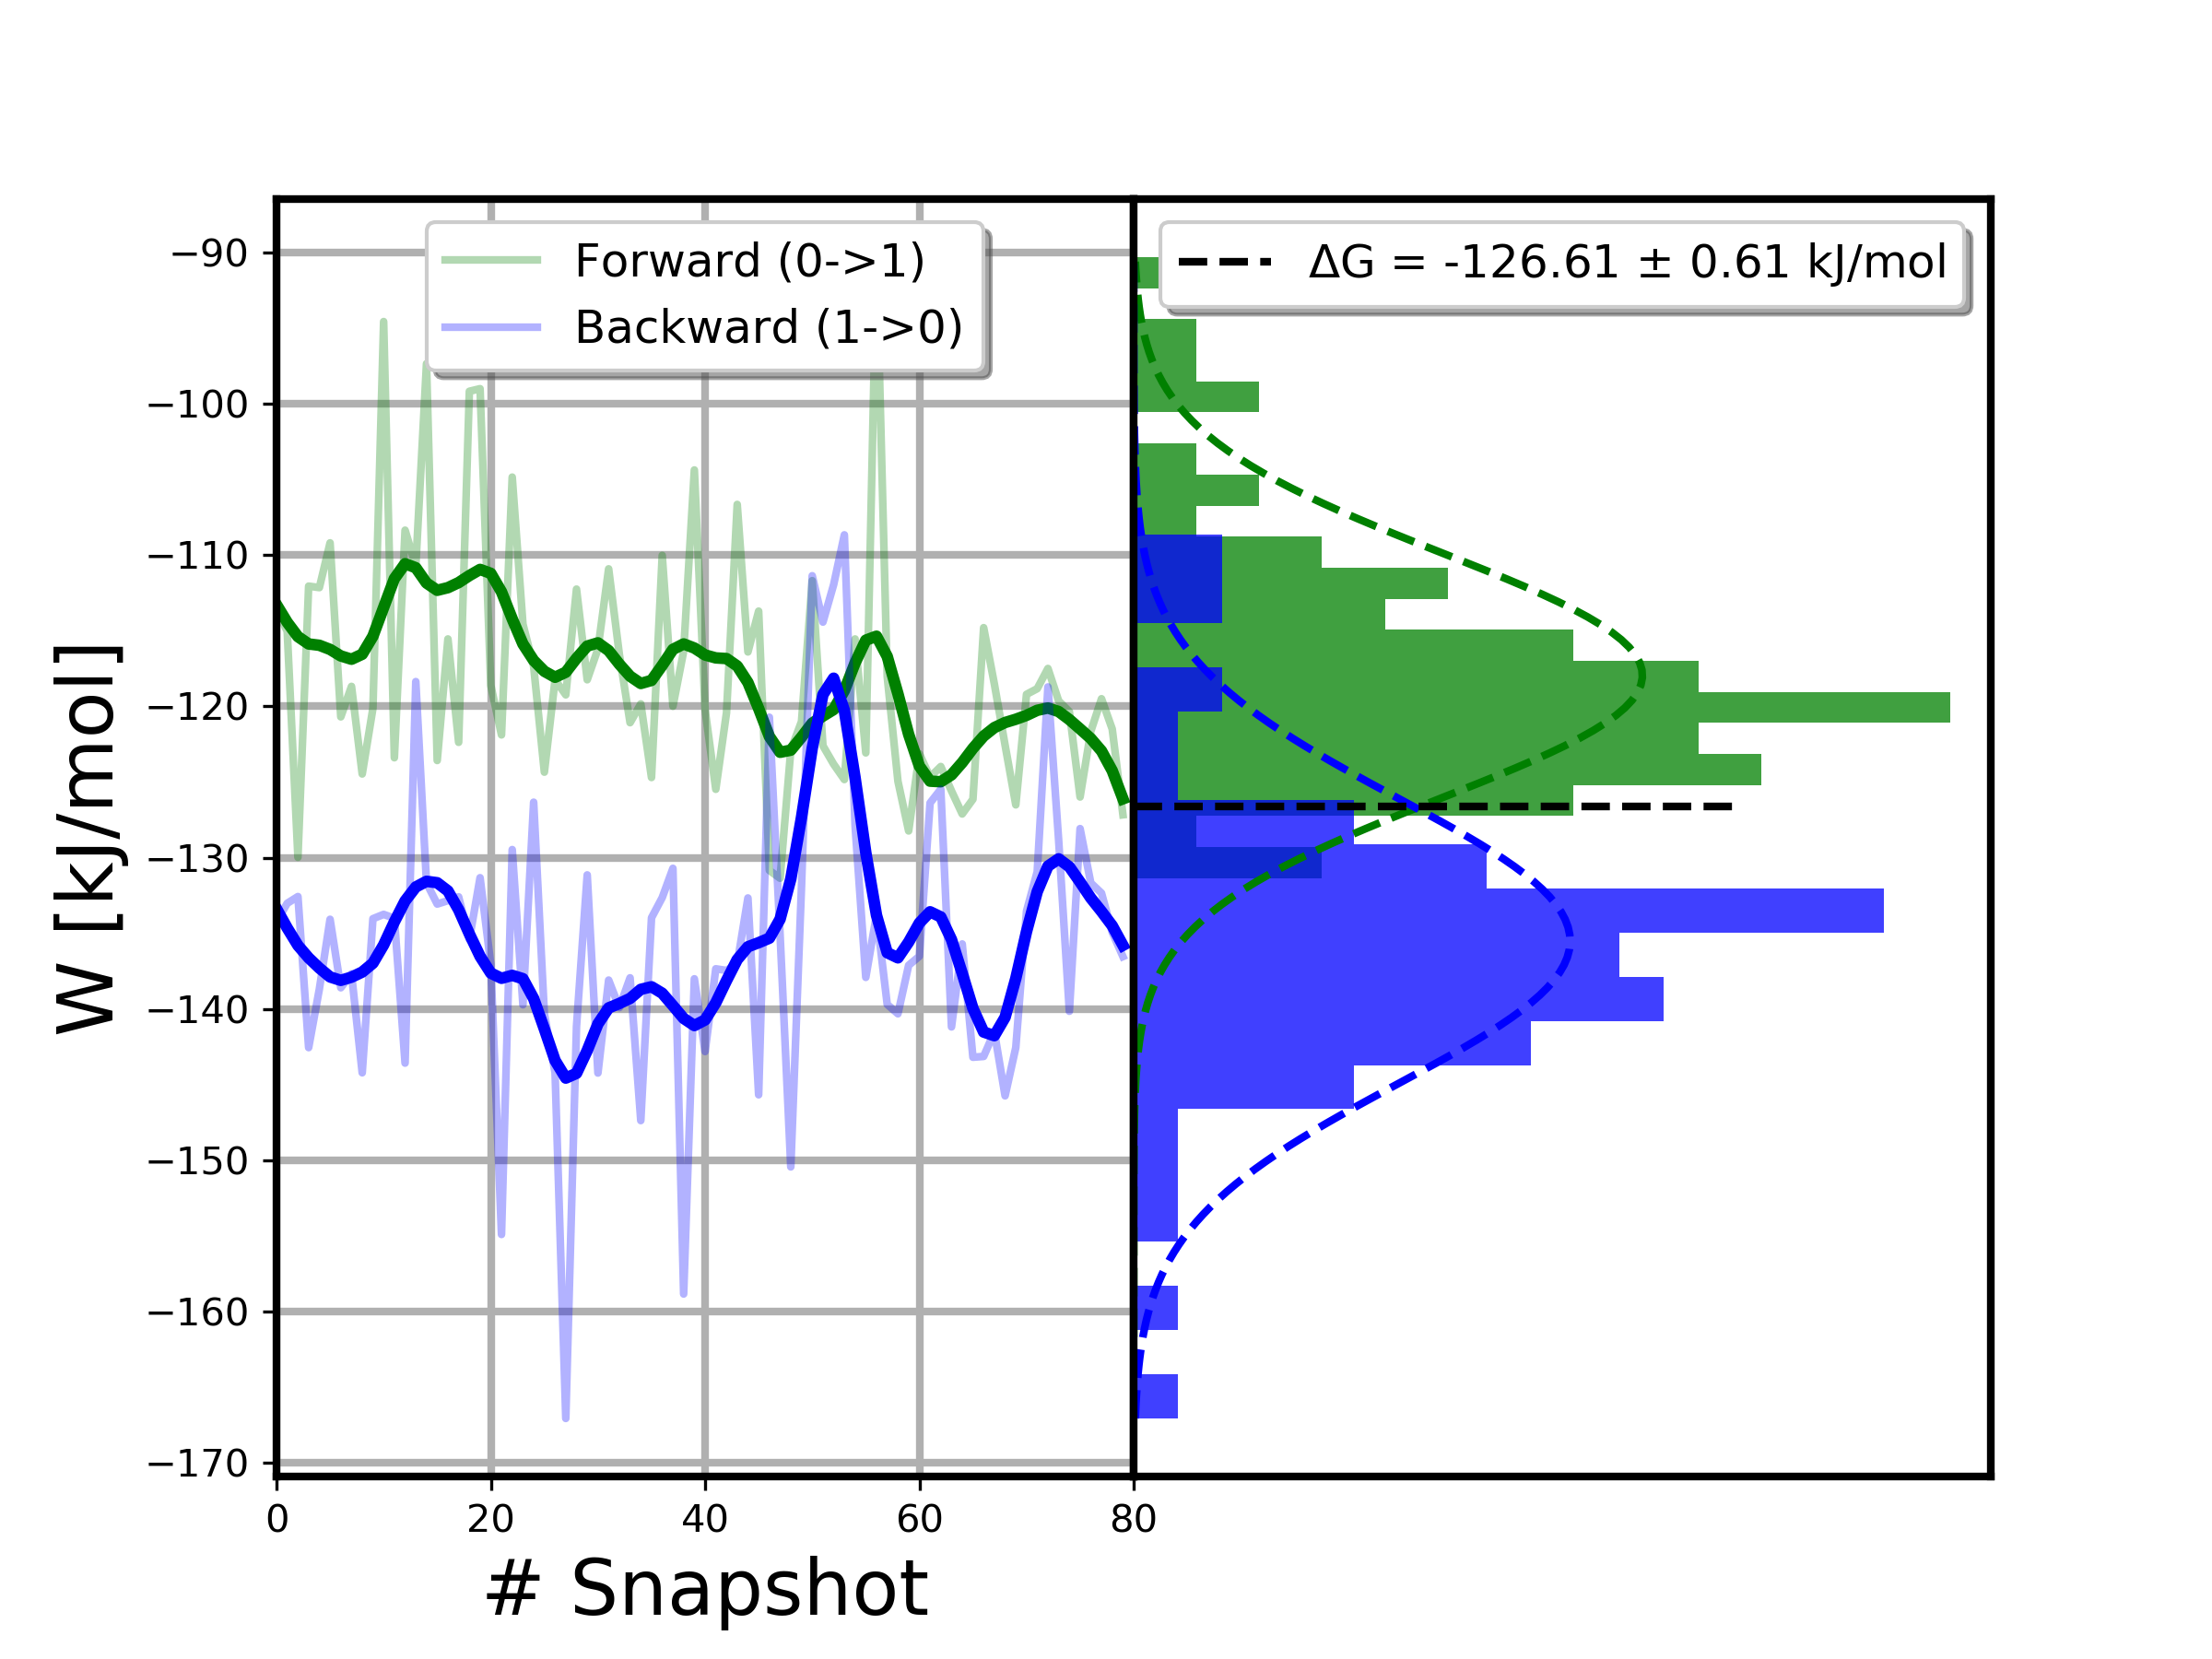 Forward (0->1)
Backward (1->0)
ΔG = -126.61 ± 0.61 kJ/mol
W [kJ/mol]
−90
−100
−110
−120
−130
−140
−150
−160
−170
0 20 40 60 80
# Snapshot